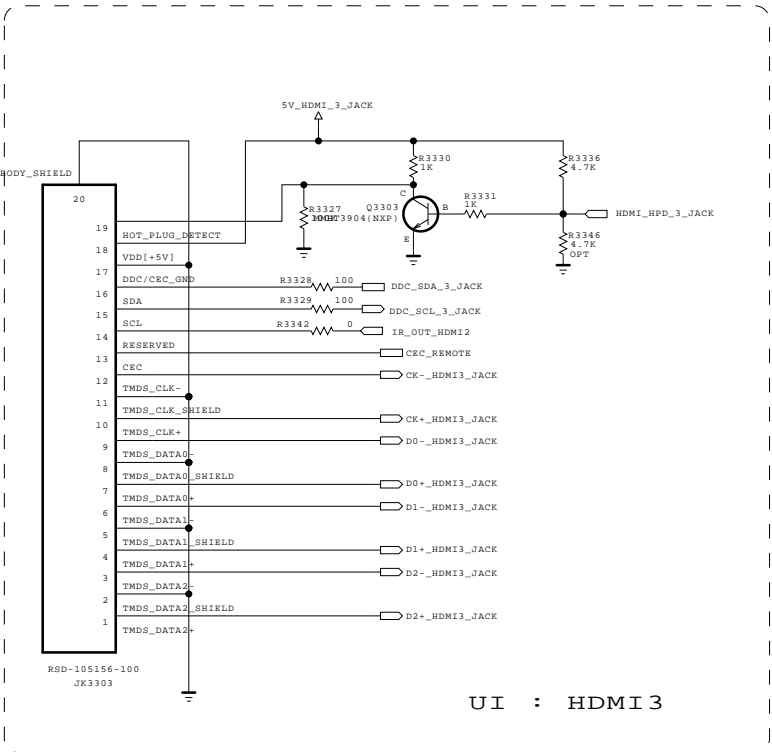 5V_HDMI_3_JACK
BODY_SHIELD
20
R3330
1K
R3336
4.7K
C
Q3303
MMBT3904(NXP)
B
E
R3331
1K
R3327
HDMI_HPD_3_JACK
R3346
4.7K
OPT
19
HOT_PLUG_DETECT
18
VDD[+5V]
17
DDC/CEC_GND
R3328 100
DDC_SDA_3_JACK
16
SDA
R3329 100
DDC_SCL_3_JACK
15
SCL
R3342 0
IR_OUT_HDMI2
14
RESERVED
CEC_REMOTE
13
CEC
CK-_HDMI3_JACK
12
TMDS_CLK-
11
TMDS_CLK_SHIELD
CK+_HDMI3_JACK
10
TMDS_CLK+
D0-_HDMI3_JACK
9
TMDS_DATA0-
8
TMDS_DATA0_SHIELD
D0+_HDMI3_JACK
7
TMDS_DATA0+
D1-_HDMI3_JACK
6
TMDS_DATA1-
5
TMDS_DATA1_SHIELD
D1+_HDMI3_JACK
4
TMDS_DATA1+
D2-_HDMI3_JACK
3
TMDS_DATA2-
2
TMDS_DATA2_SHIELD
D2+_HDMI3_JACK
1
TMDS_DATA2+
RSD-105156-100
JK3303
UI : HDMI3